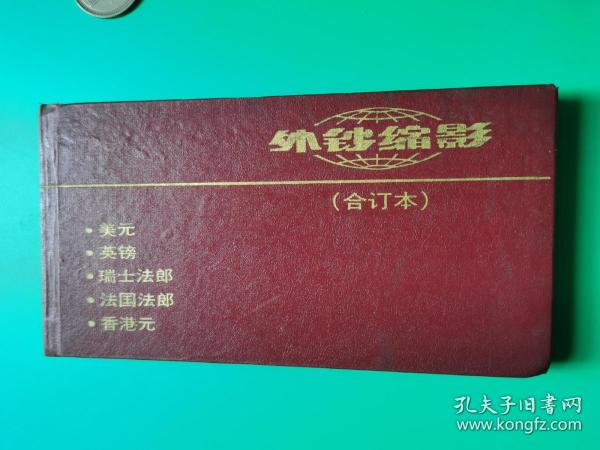 外钞缩影
(合订本)
• 美元
• 英镑
• 瑞士法郎
• 法国法郎
• 香港元
孔夫子旧书网
www.kongfz.com